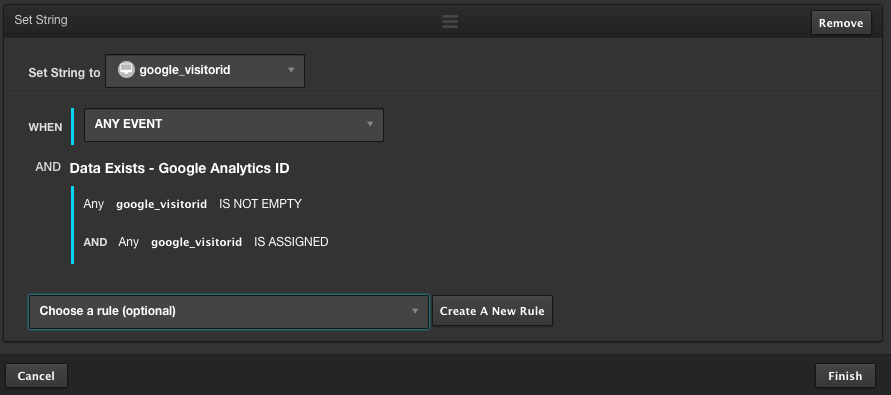 Set String
Remove
Set String to google_visitorid
WHEN ANY EVENT
AND Data Exists - Google Analytics ID
Any google_visitorid IS NOT EMPTY
AND Any google_visitorid IS ASSIGNED
Choose a rule (optional) Create A New Rule
Cancel Finish